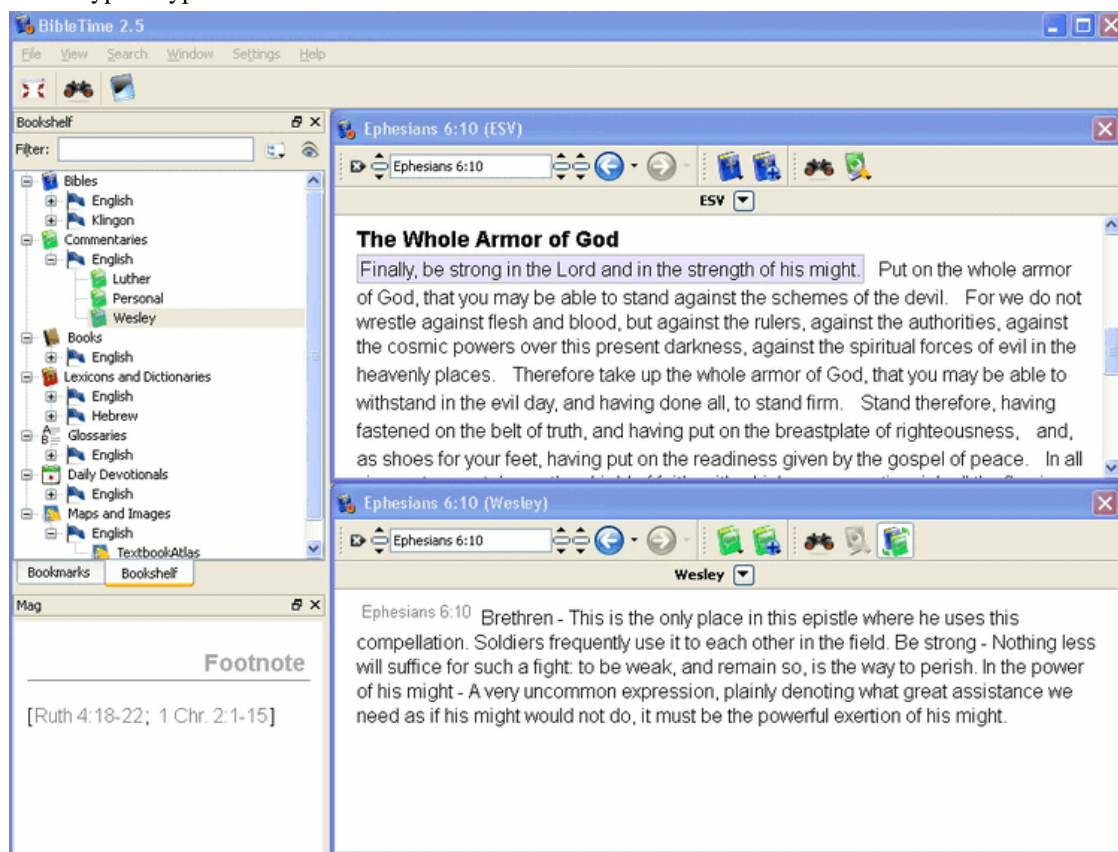 BibleTime 2.5
File View Search Window Settings Help
Bookshelf
Filter:
Bibles
English
Klingon
Commentaries
English
Luther
Personal
Wesley
Books
English
Lexicons and Dictionaries
English
Hebrew
Glossaries
English
Daily Devotionals
English
Maps and Images
English
TextbookAtlas
Bookmarks Bookshelf
Mag
Footnote
[Ruth 4:18-22; 1 Chr. 2:1-15]
Ephesians 6:10 (ESV)
Ephesians 6:10
ESV
The Whole Armor of God
Finally, be strong in the Lord and in the strength of his might. Put on the whole armor
of God, that you may be able to stand against the schemes of the devil. For we do not
wrestle against flesh and blood, but against the rulers, against the authorities, against
the cosmic powers over this present darkness, against the spiritual forces of evil in the
heavenly places. Therefore take up the whole armor of God, that you may be able to
withstand in the evil day, and having done all, to stand firm. Stand therefore, having
fastened on the belt of truth, and having put on the breastplate of righteousness, and,
as shoes for your feet, having put on the readiness given by the gospel of peace. In all
Ephesians 6:10 (Wesley)
Ephesians 6:10
Wesley
Ephesians 6:10 Brethren - This is the only place in this epistle where he uses this
compellation. Soldiers frequently use it to each other in the field. Be strong - Nothing less
will suffice for such a fight: to be weak, and remain so, is the way to perish. In the power
of his might - A very uncommon expression, plainly denoting what great assistance we
need as if his might would not do, it must be the powerful exertion of his might.